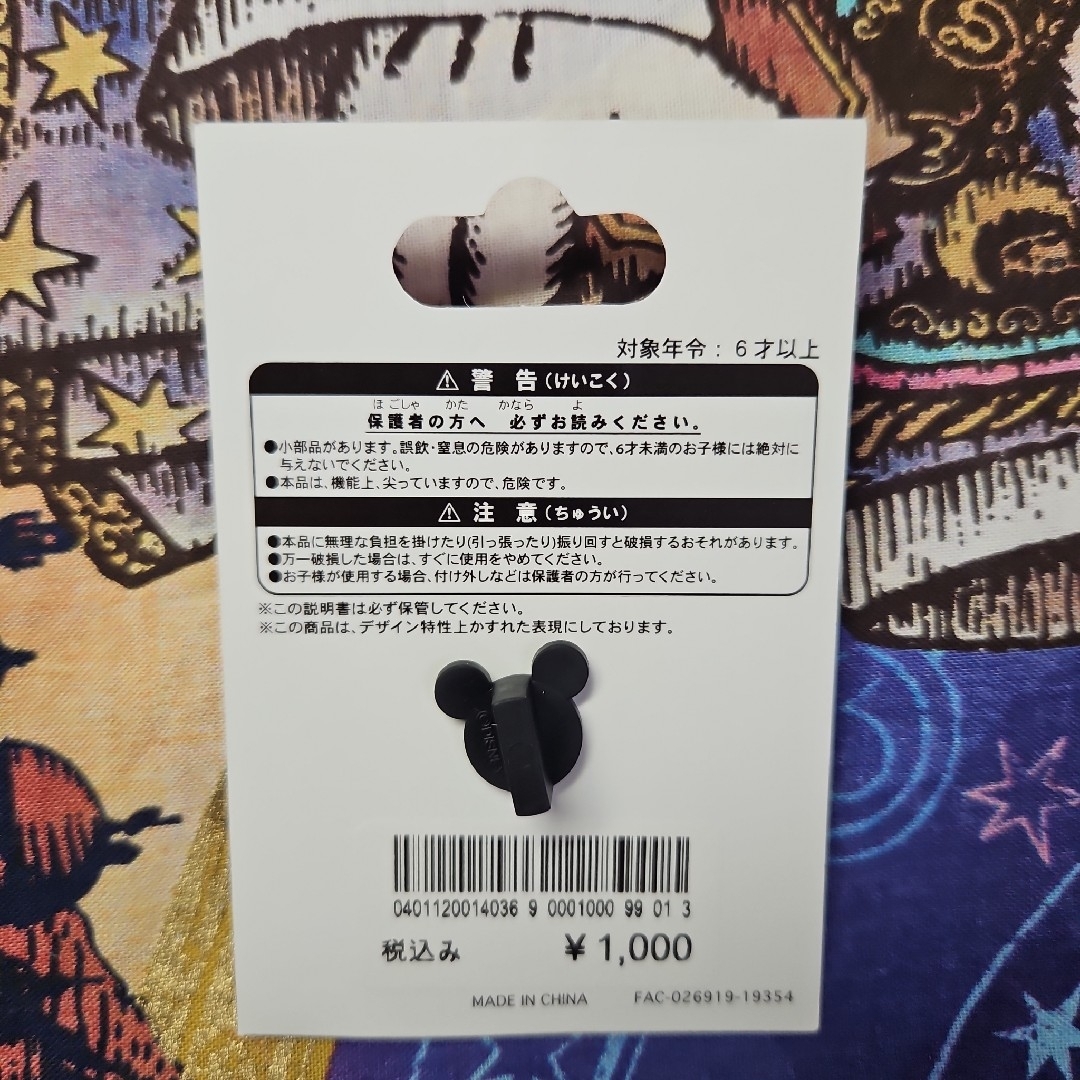 対象年令：6才以上
⚠ 警 告（けいこく）
ほごしゃ かた かなら よ
保護者の方へ 必ずお読みください。
●小部品があります。誤飲・窒息の危険がありますので、6才未満のお子様には絶対に
与えないでください。
●本品は、機能上、尖っていますので、危険です。
⚠ 注 意（ちゅうい）
●本品に無理な負担を掛けたり(引っ張ったり)振り回すと破損するおそれがあります。
●万一破損した場合は、すぐに使用をやめてください。
●お子様が使用する場合、付け外しなどは保護者の方が行ってください。
※この説明書は必ず保管してください。
※この商品は、デザイン特性上かすれた表現にしております。
©DISNEY
0401120014036 9 0001000 99 01 3
税込み ¥1,000
MADE IN CHINA FAC-026919-19354